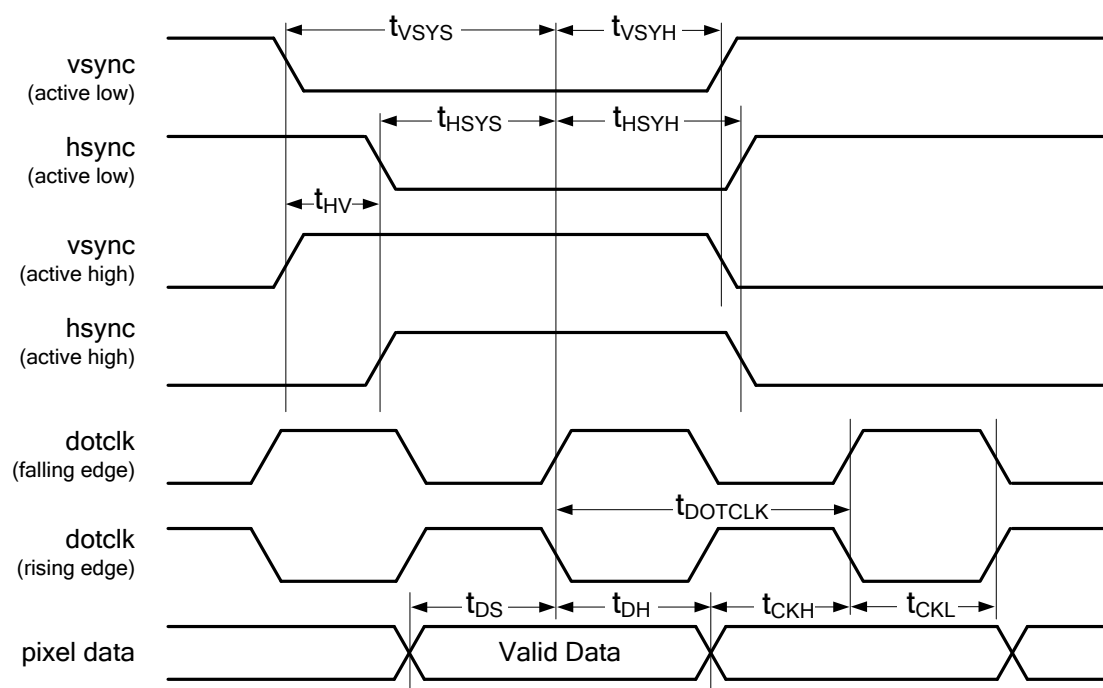 tVSYS
tVSYH
vsync
(active low)
tHSYS
tHSYH
hsync
(active low)
tHV
vsync
(active high)
hsync
(active high)
dotclk
(falling edge)
tDOTCLK
dotclk
(rising edge)
tDS
tDH
tCKH
tCKL
pixel data
Valid Data